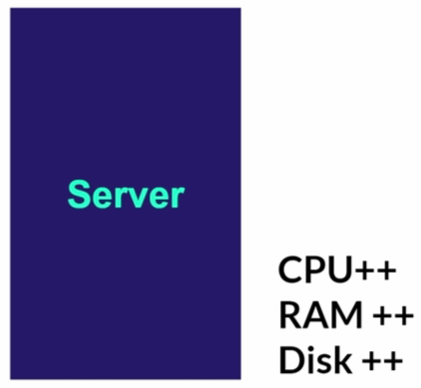 Server
CPU++
RAM ++
Disk ++